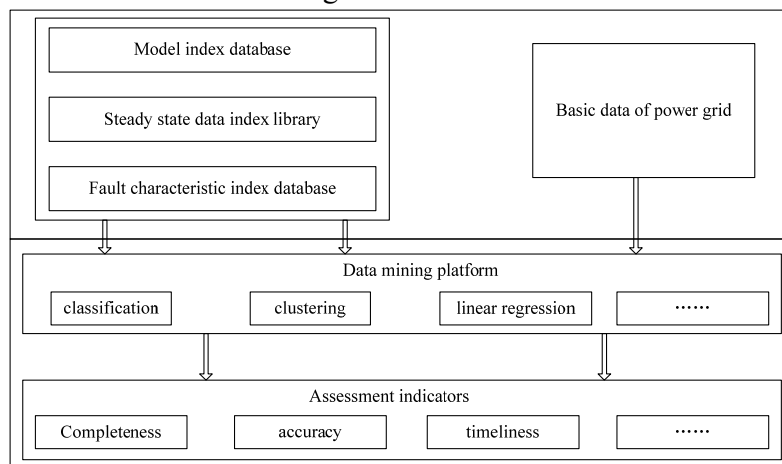 Model index database
Steady state data index library
Fault characteristic index database
Basic data of power grid
Data mining platform
classification
clustering
linear regression
……
Assessment indicators
Completeness
accuracy
timeliness
……